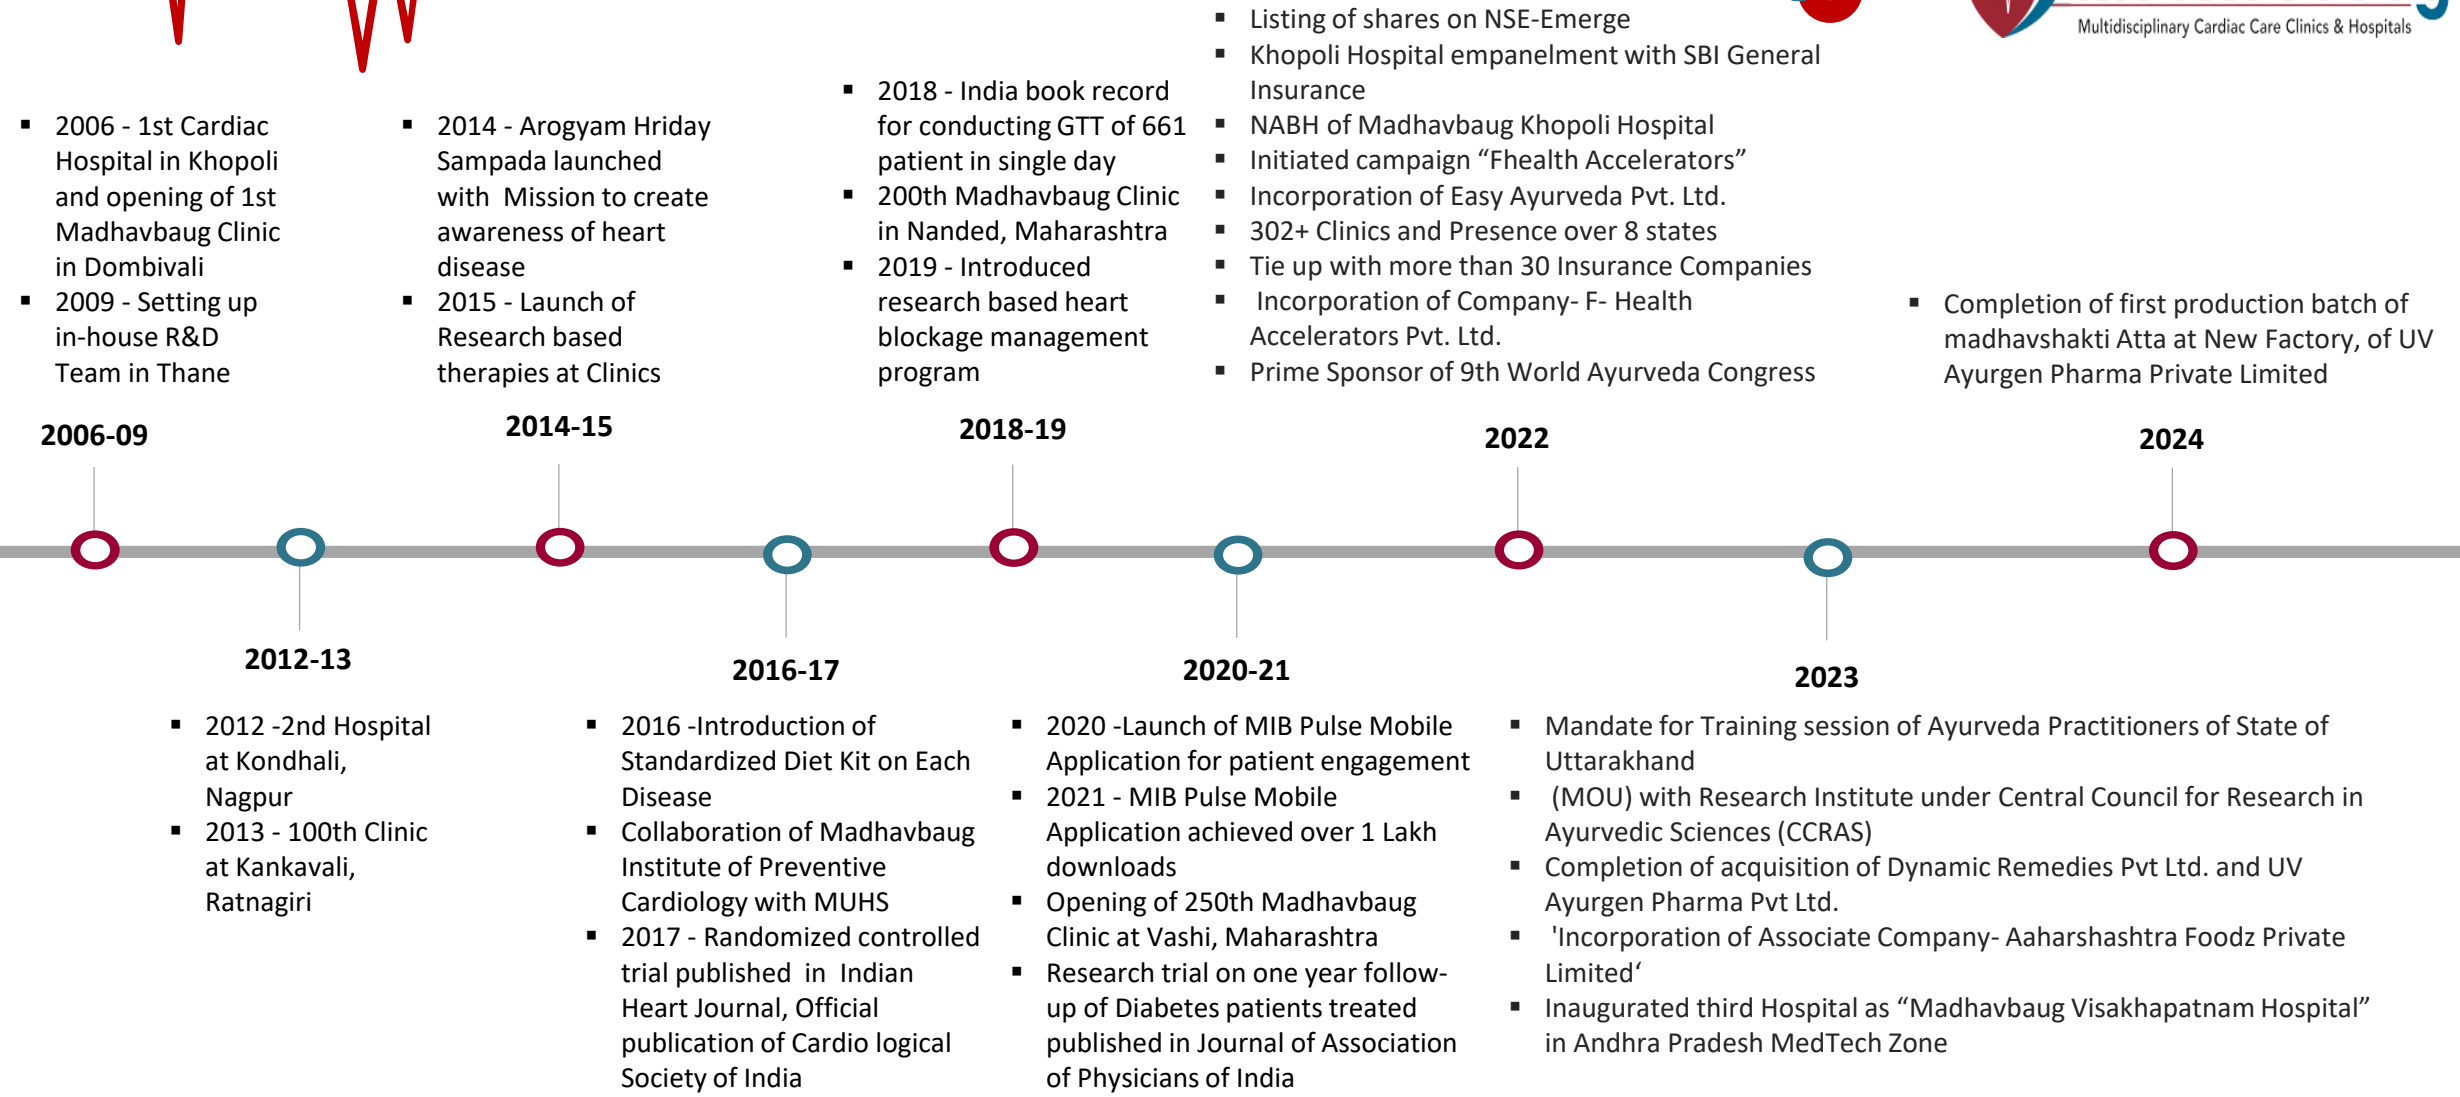 Multidisciplinary Cardiac Care Clinics & Hospitals
▪ 2006 - 1st Cardiac
Hospital in Khopoli
and opening of 1st
Madhavbaug Clinic
in Dombivali
▪ 2009 - Setting up
in-house R&D
Team in Thane
2006-09
▪ 2014 - Arogyam Hriday
Sampada launched
with  Mission to create
awareness of heart
disease
▪ 2015 - Launch of
Research based
therapies at Clinics
2014-15
▪ 2018 - India book record
for conducting GTT of 661
patient in single day
▪ 200th Madhavbaug Clinic
in Nanded, Maharashtra
▪ 2019 - Introduced
research based heart
blockage management
program
2018-19
▪ Listing of shares on NSE-Emerge
▪ Khopoli Hospital empanelment with SBI General
Insurance
▪ NABH of Madhavbaug Khopoli Hospital
▪ Initiated campaign “Fhealth Accelerators”
▪ Incorporation of Easy Ayurveda Pvt. Ltd.
▪ 302+ Clinics and Presence over 8 states
▪ Tie up with more than 30 Insurance Companies
▪ Incorporation of Company- F- Health
Accelerators Pvt. Ltd.
▪ Prime Sponsor of 9th World Ayurveda Congress
2022
▪ Completion of first production batch of
madhavshakti Atta at New Factory, of UV
Ayurgen Pharma Private Limited
2024
2012-13
▪ 2012 -2nd Hospital
at Kondhali,
Nagpur
▪ 2013 - 100th Clinic
at Kankavali,
Ratnagiri
2016-17
▪ 2016 -Introduction of
Standardized Diet Kit on Each
Disease
▪ Collaboration of Madhavbaug
Institute of Preventive
Cardiology with MUHS
▪ 2017 - Randomized controlled
trial published  in  Indian
Heart Journal, Official
publication of Cardio logical
Society of India
2020-21
▪ 2020 -Launch of MIB Pulse Mobile
Application for patient engagement
▪ 2021 - MIB Pulse Mobile
Application achieved over 1 Lakh
downloads
▪ Opening of 250th Madhavbaug
Clinic at Vashi, Maharashtra
▪ Research trial on one year follow-
up of Diabetes patients treated
published in Journal of Association
of Physicians of India
2023
▪ Mandate for Training session of Ayurveda Practitioners of State of
Uttarakhand
▪ (MOU) with Research Institute under Central Council for Research in
Ayurvedic Sciences (CCRAS)
▪ Completion of acquisition of Dynamic Remedies Pvt Ltd. and UV
Ayurgen Pharma Pvt Ltd.
▪ 'Incorporation of Associate Company- Aaharshashtra Foodz Private
Limited‘
▪ Inaugurated third Hospital as “Madhavbaug Visakhapatnam Hospital”
in Andhra Pradesh MedTech Zone